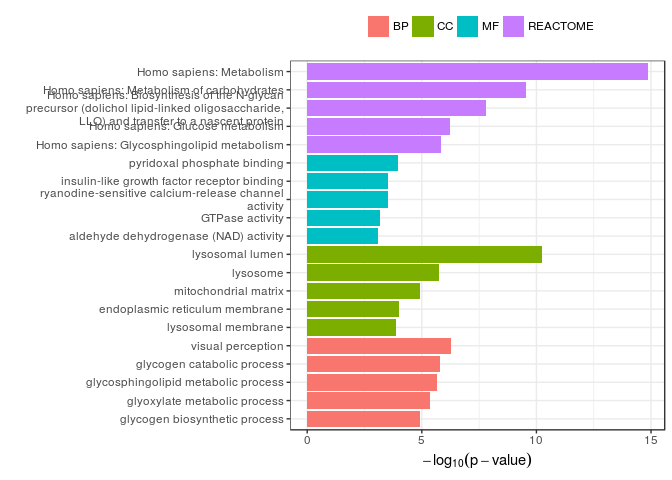 BP CC MF REACTOME
Homo sapiens: Metabolism
Homo sapiens: Metabolism of carbohydrates
Homo sapiens: Biosynthesis of the N-glycan
precursor (dolichol lipid-linked oligosaccharide,
LLO) and transfer to a nascent protein
Homo sapiens: Glucose metabolism
Homo sapiens: Glycosphingolipid metabolism
pyridoxal phosphate binding
insulin-like growth factor receptor binding
ryanodine-sensitive calcium-release channel
activity
GTPase activity
aldehyde dehydrogenase (NAD) activity
lysosomal lumen
lysosome
mitochondrial matrix
endoplasmic reticulum membrane
lysosomal membrane
visual perception
glycogen catabolic process
glycosphingolipid metabolic process
glyoxylate metabolic process
glycogen biosynthetic process
0 5 10 15
−log10(p−value)